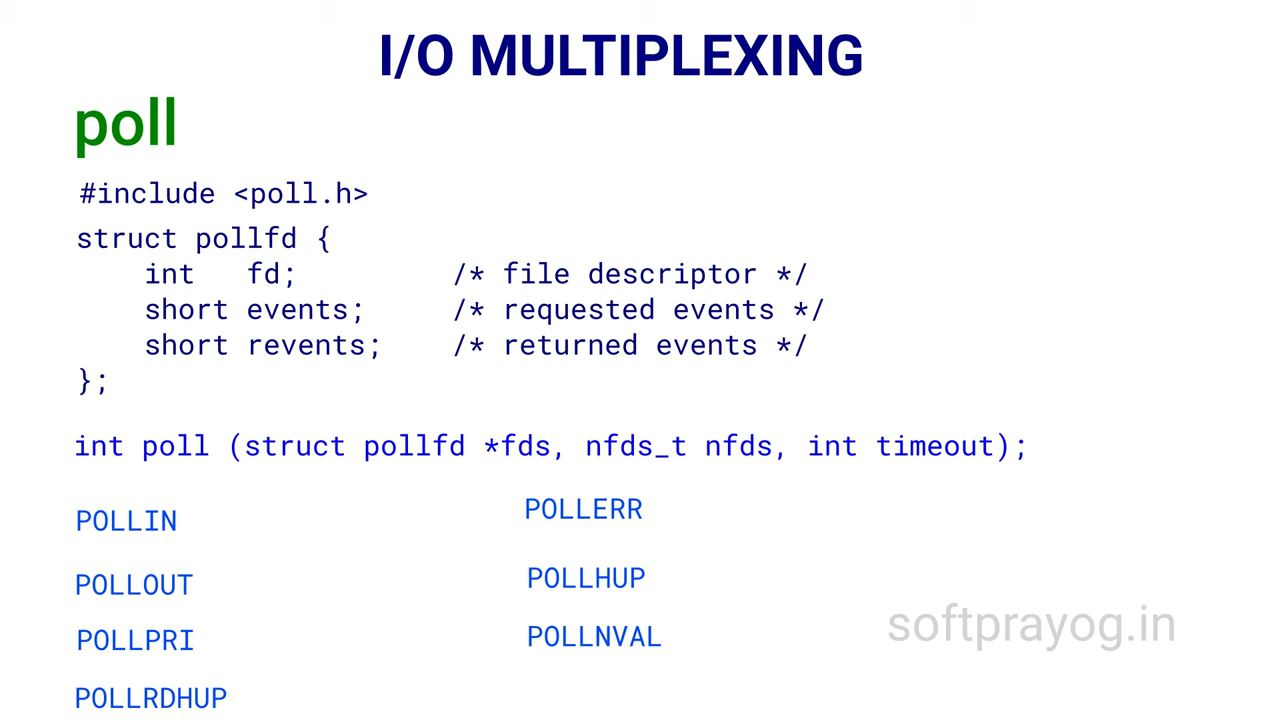 I/O MULTIPLEXING
poll
#include <poll.h>
struct pollfd {
    int   fd;         /* file descriptor */
    short events;     /* requested events */
    short revents;    /* returned events */
};
int poll (struct pollfd *fds, nfds_t nfds, int timeout);
POLLIN
POLLOUT
POLLPRI
POLLRDHUP
POLLERR
POLLHUP
POLLNVAL
softprayog.in